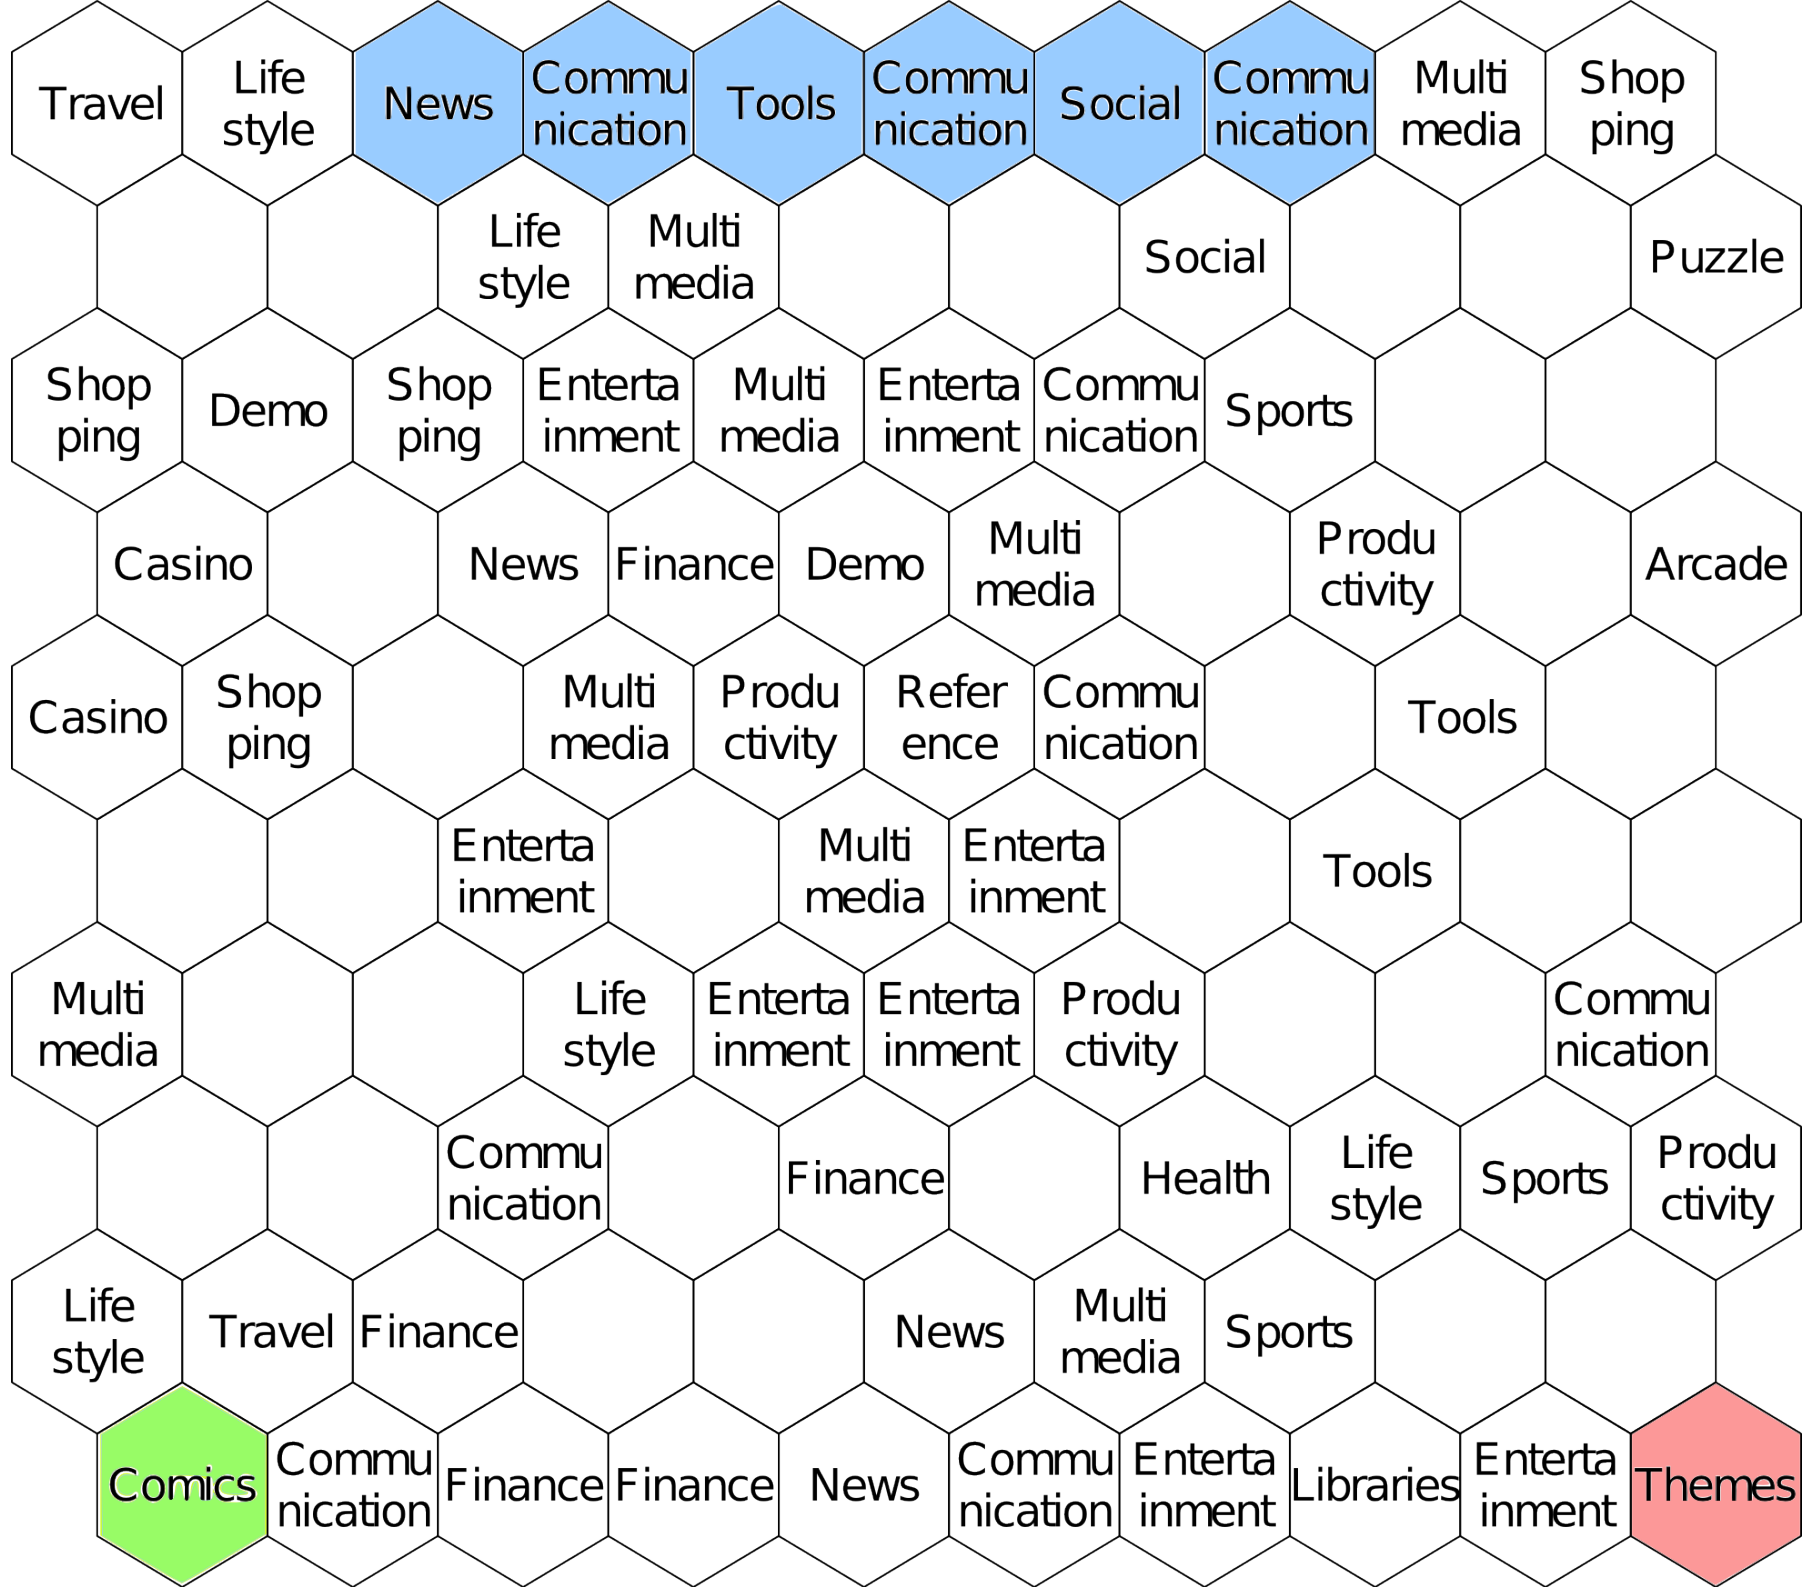 Travel
Life
style
News
Commu
nication
Tools
Commu
nication
Social
Commu
nication
Multi
media
Shop
ping
Life
style
Multi
media
Social
Puzzle
Shop
ping
Demo
Shop
ping
Enterta
inment
Multi
media
Enterta
inment
Commu
nication
Sports
Casino
News
Finance
Demo
Multi
media
Produ
ctivity
Arcade
Casino
Shop
ping
Multi
media
Produ
ctivity
Refer
ence
Commu
nication
Tools
Enterta
inment
Multi
media
Enterta
inment
Tools
Multi
media
Life
style
Enterta
inment
Enterta
inment
Produ
ctivity
Commu
nication
Commu
nication
Finance
Health
Life
style
Sports
Produ
ctivity
Life
style
Travel
Finance
News
Multi
media
Sports
Comics
Commu
nication
Finance
Finance
News
Commu
nication
Enterta
inment
Libraries
Enterta
inment
Themes